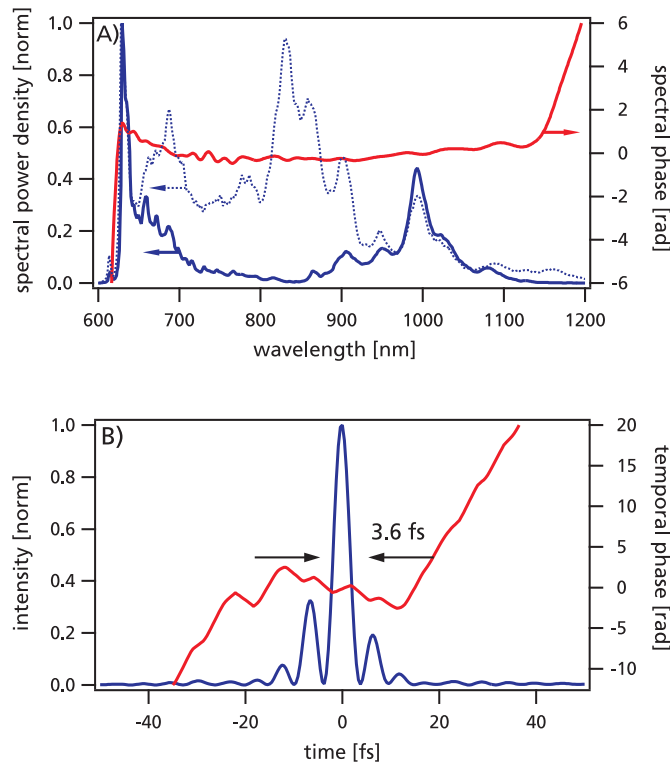 A)
spectral power density [norm]
1.0
0.8
0.6
0.4
0.2
0.0
600 700 800 900 1000 1100 1200
wavelength [nm]
6
4
2
0
-2
-4
-6
spectral phase [rad]
B)
intensity [norm]
1.0
0.8
0.6
0.4
0.2
0.0
3.6 fs
-40 -20 0 20 40
time [fs]
20
15
10
5
0
-5
-10
temporal phase [rad]